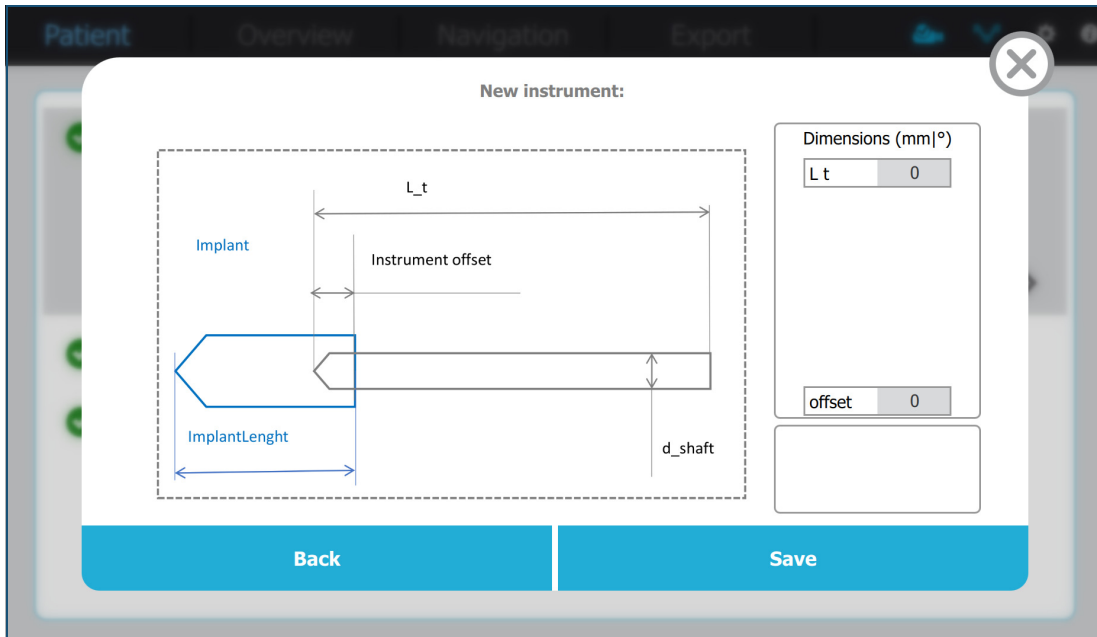 Patient Overview Navigation Export
New instrument:
Dimensions (mm|°)
L t 0
L_t
Implant
Instrument offset
offset 0
ImplantLenght
d_shaft
Back Save